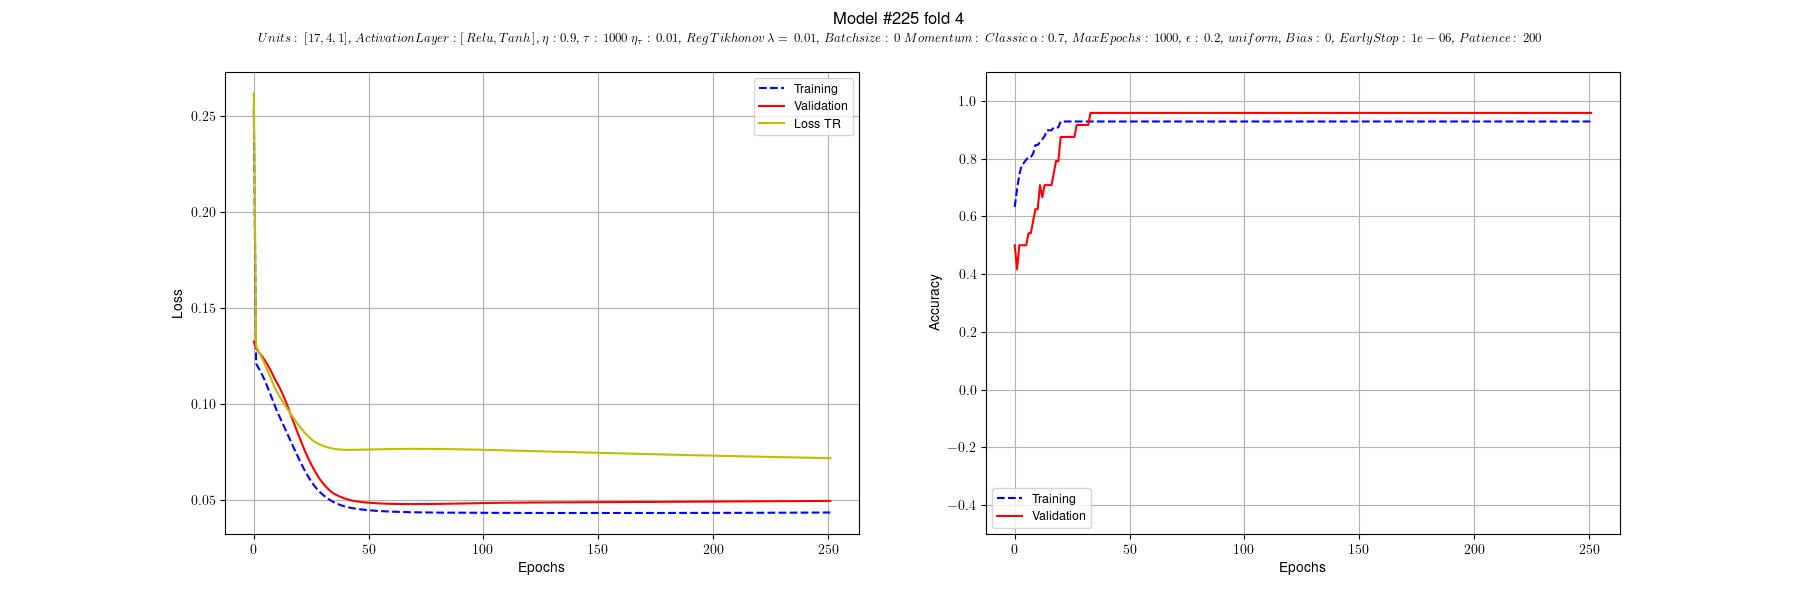 Model #225 fold 4
Units : [17, 4, 1], ActivationLayer : [Relu, Tanh], η : 0.9, τ : 1000 ητ : 0.01, RegTikhonov λ = 0.01, Batchsize : 0 Momentum : Classic α : 0.7, MaxEpochs : 1000, ϵ : 0.2, uniform, Bias : 0, EarlyStop : 1e − 06, Patience : 200
Training
Validation
Loss TR
0.25
0.20
0.15
0.10
0.05
Loss
0 50 100 150 200 250
Epochs
1.0
0.8
0.6
0.4
0.2
0.0
−0.2
−0.4
Accuracy
Training
Validation
0 50 100 150 200 250
Epochs